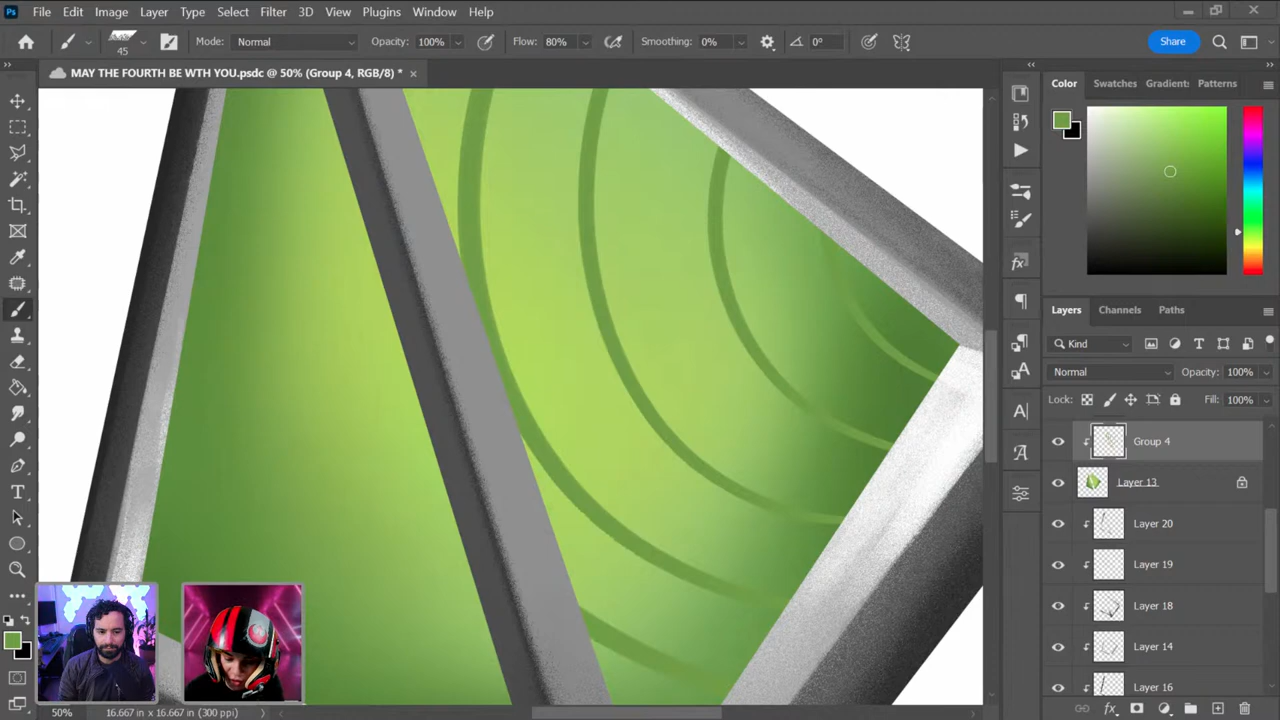 Ps File Edit Image Layer Type Select Filter 3D View Plugins Window Help
45 Mode: Normal Opacity: 100% Flow: 80% Smoothing: 0% 0° Share
MAY THE FOURTH BE WTH YOU.psdc @ 50% (Group 4, RGB/8) * ×
Color Swatches Gradient: Patterns
Layers Channels Paths
Kind
Normal Opacity: 100%
Lock: Fill: 100%
Group 4
Layer 13
Layer 20
Layer 19
Layer 18
Layer 14
Layer 16
50% 16.667 in x 16.667 in (300 ppi)